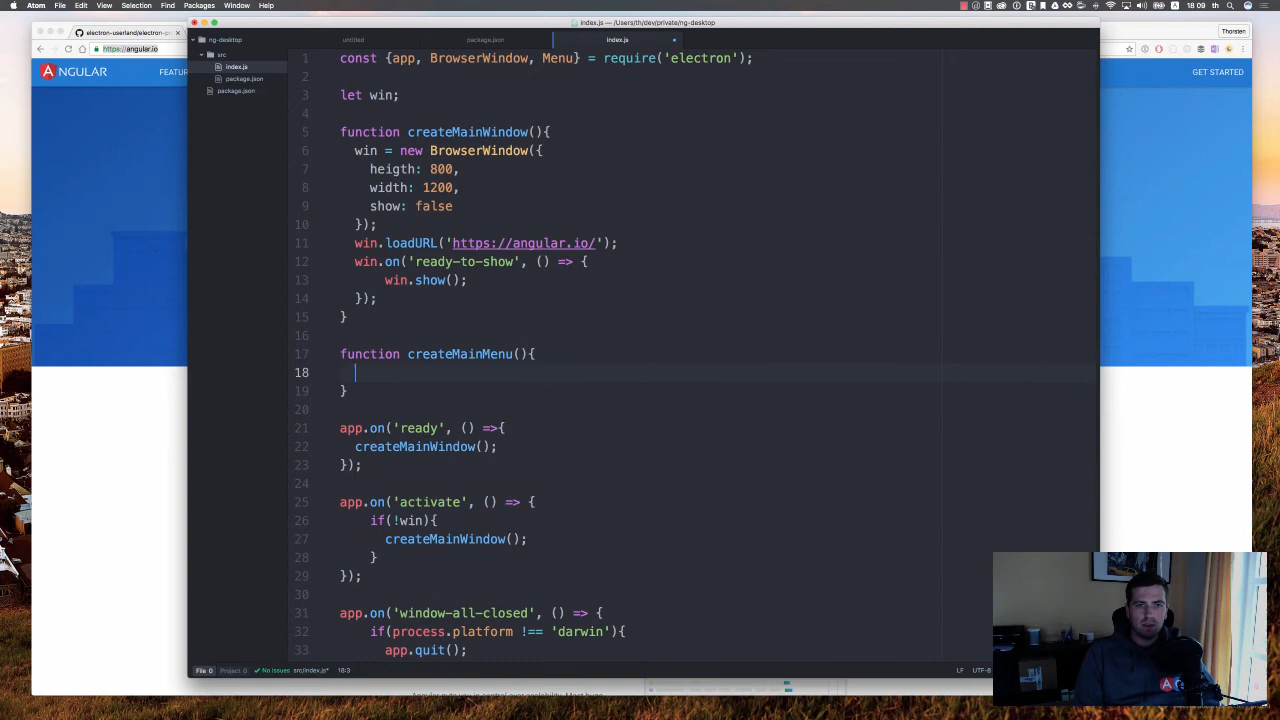 Atom File Edit View Selection Find Packages Window Help
18 09 th
electron-userland/electron-pr
https://angular.io
Thorsten
NGULAR
FEATUR
GET STARTED
index.js — /Users/th/dev/private/ng-desktop
ng-desktop
src
index.js
package.json
package.json
untitled
package.json
index.js
1 const {app, BrowserWindow, Menu} = require('electron');
2
3 let win;
4
5 function createMainWindow(){
6 win = new BrowserWindow({
7 heigth: 800,
8 width: 1200,
9 show: false
10 });
11 win.loadURL('https://angular.io/');
12 win.on('ready-to-show', () => {
13 win.show();
14 });
15 }
16
17 function createMainMenu(){
18
19 }
20
21 app.on('ready', () =>{
22 createMainWindow();
23 });
24
25 app.on('activate', () => {
26 if(!win){
27 createMainWindow();
28 }
29 });
30
31 app.on('window-all-closed', () => {
32 if(process.platform !== 'darwin'){
33 app.quit();
File 0 Project 0 No Issues src/index.js* 18:3
LF UTF-8